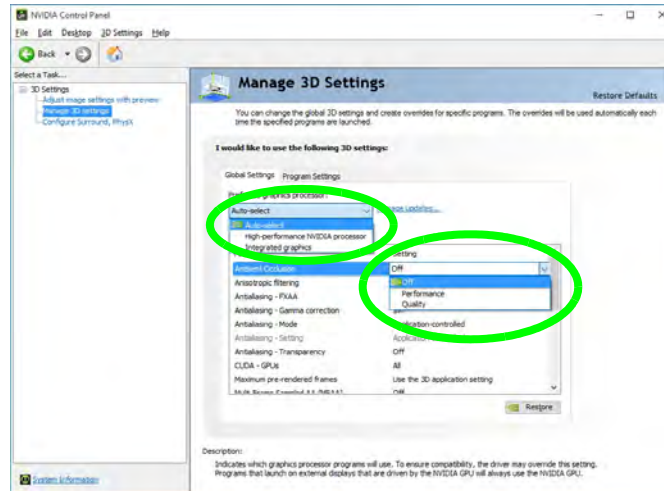 NVIDIA Control Panel
File Edit Desktop 3D Settings Help
Back
Select a Task...
3D Settings
Adjust image settings with preview
Manage 3D settings
Configure Surround, PhysX
Manage 3D Settings
Restore Defaults
You can change the global 3D settings and create overrides for specific programs. The overrides will be used automatically each
time the specified programs are launched.
I would like to use the following 3D settings:
Global Settings Program Settings
graphics processor:
Auto-select
Auto-select
High-performance NVIDIA processor
Integrated graphics
Setting
Ambient Occlusion Off
Off
Performance
Quality
Anisotropic filtering
Antialiasing - FXAA
Antialiasing - Gamma correction
Antialiasing - Mode Application-controlled
Antialiasing - Setting
Antialiasing - Transparency Off
CUDA - GPUs All
Maximum pre-rendered frames Use the 3D application setting
Off
Restore
Description:
Indicates which graphics processor programs will use. To ensure compatibility, the driver may override this setting.
Programs that launch on external displays that are driven by the NVIDIA GPU will always use the NVIDIA GPU.
System Information